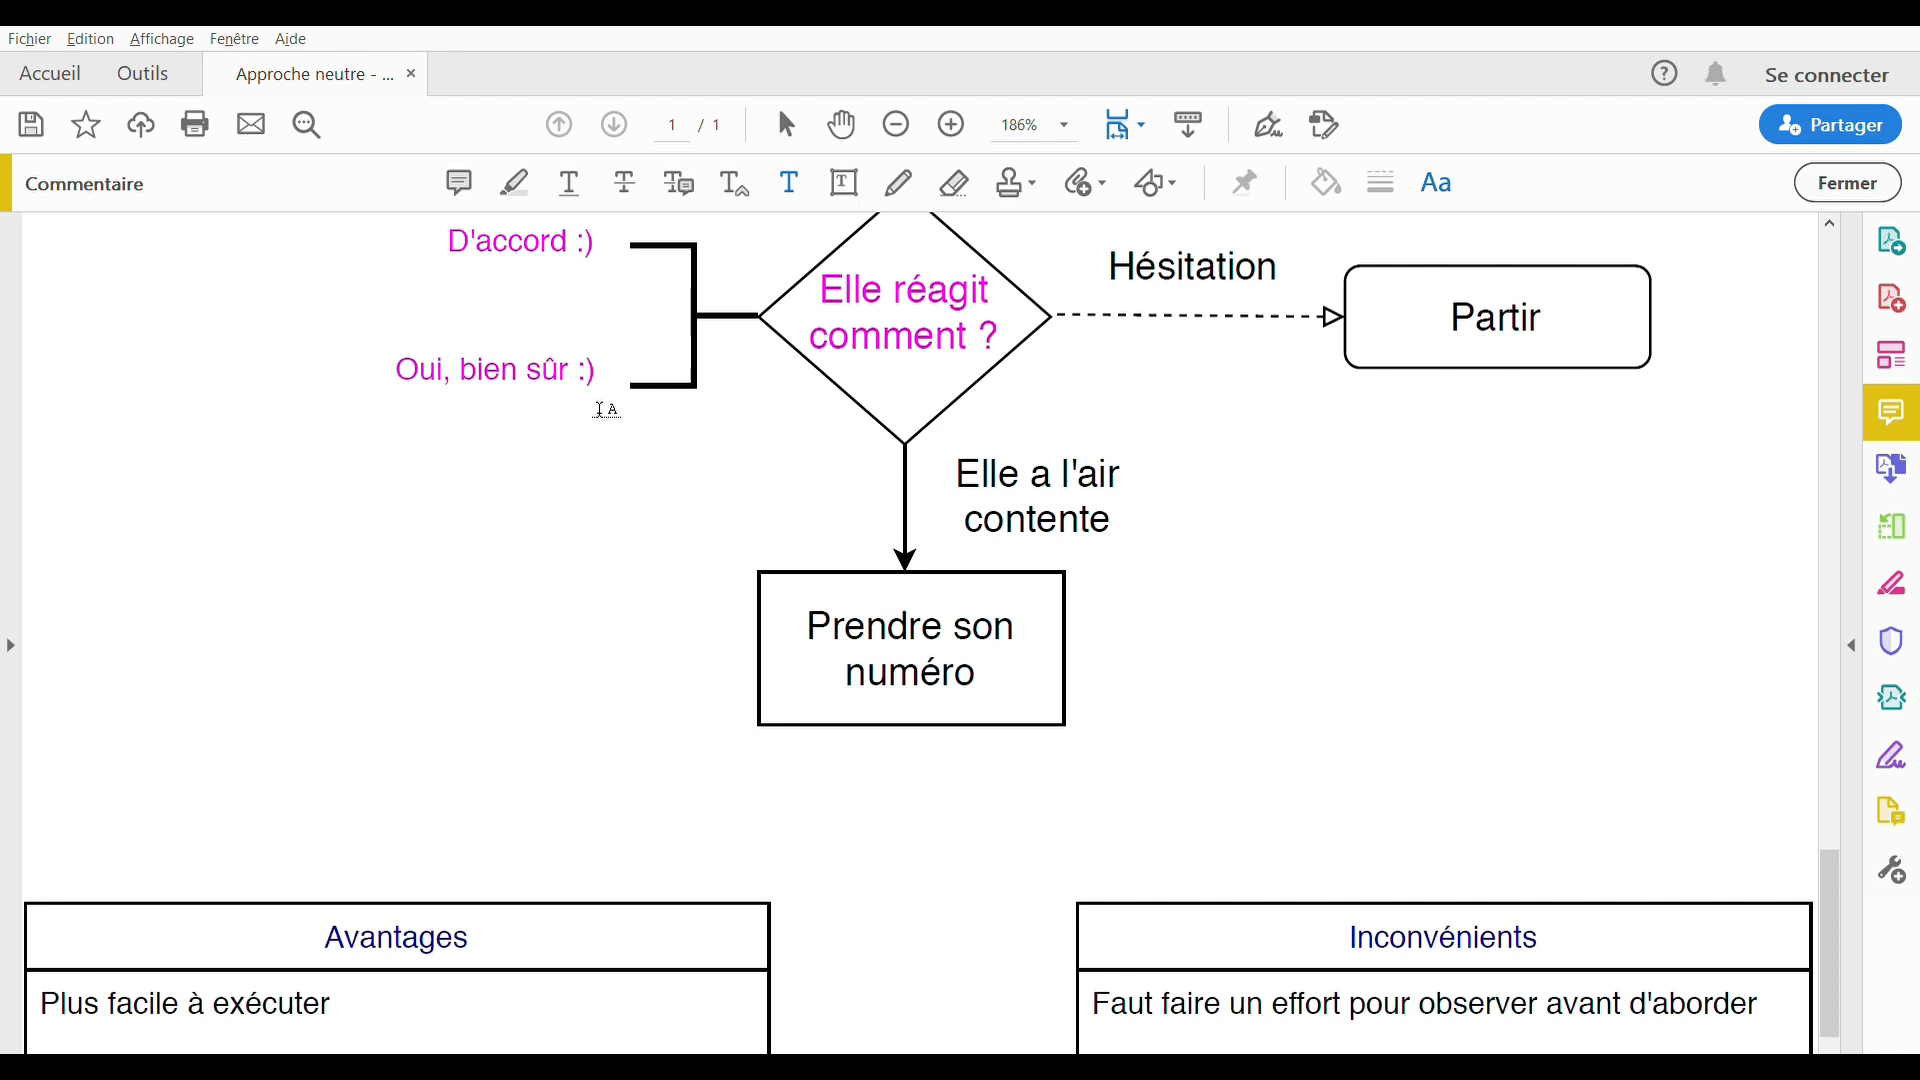 Fichier Edition Affichage Fenêtre Aide
Accueil Outils Approche neutre - ... × Se connecter
1 / 1 186% Partager
Commentaire Aa Fermer
D'accord :)
Hésitation
Elle réagit
comment ?
Partir
Oui, bien sûr :)
Elle a l'air
contente
Prendre son
numéro
Avantages Inconvénients
Plus facile à exécuter Faut faire un effort pour observer avant d'aborder